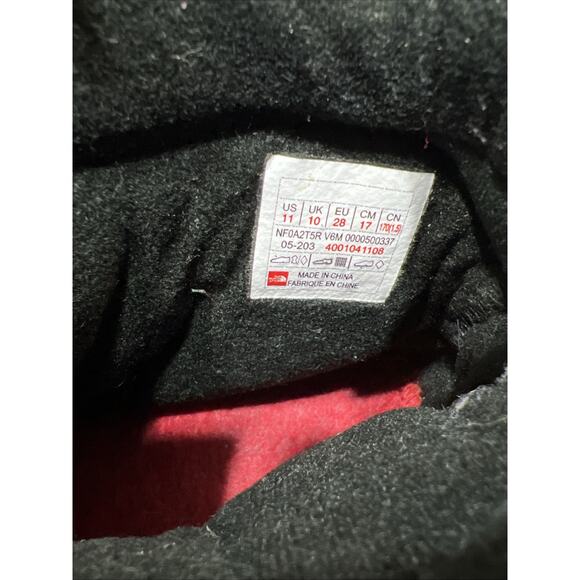 US UK EU CM CN
11 10 28 17 170(1.5)
NF0A2T5R V6M 0000500337
05-203 4001041108
MADE IN CHINA
FABRIQUE EN CHINE